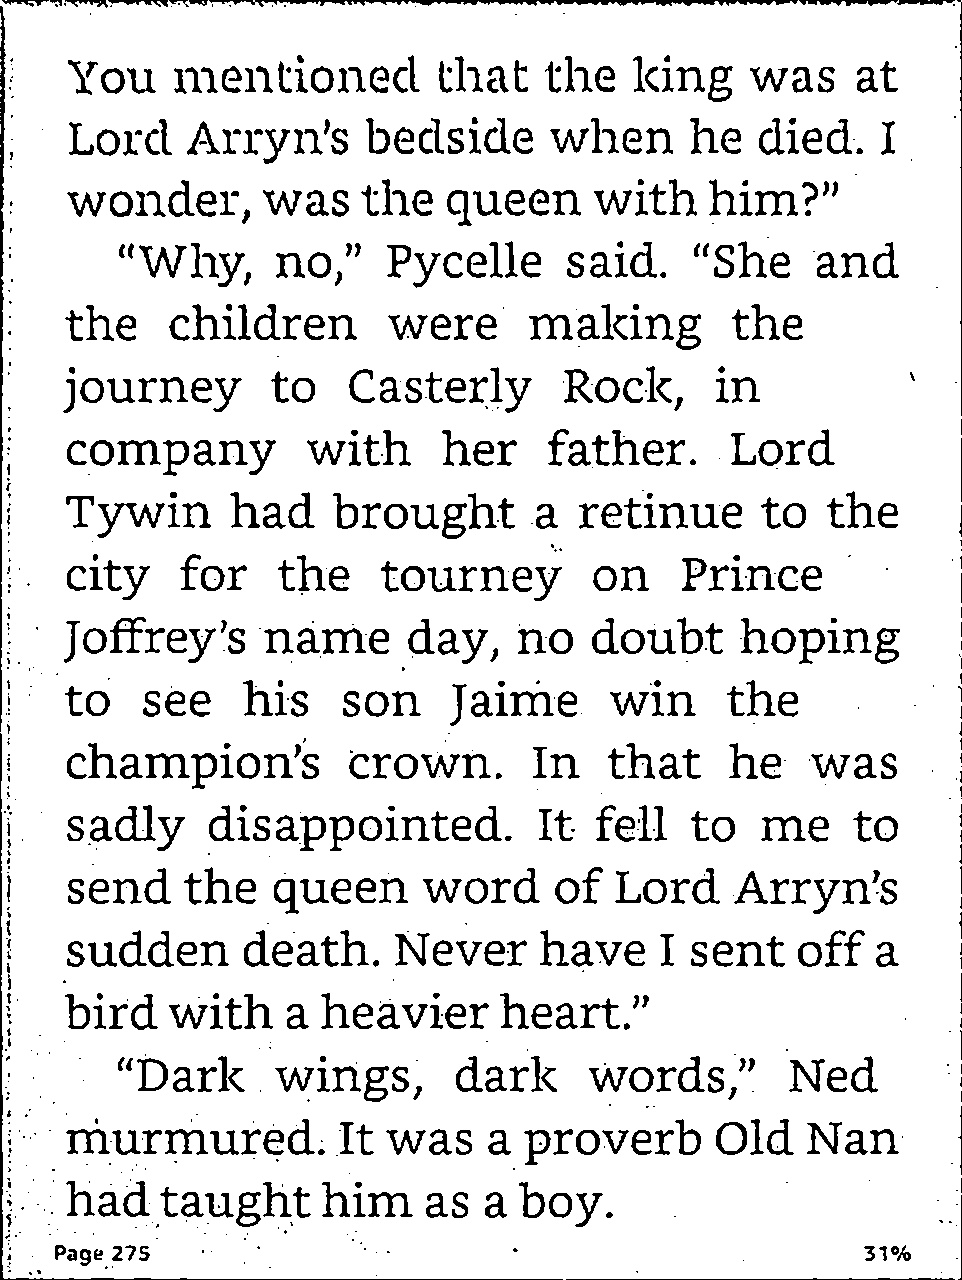 You mentioned that the king was at
Lord Arryn’s bedside when he died. I
wonder, was the queen with him?”
“Why, no,” Pycelle said. “She and
the children were making the
journey to Casterly Rock, in
company with her father. Lord
Tywin had brought a retinue to the
city for the tourney on Prince
Joffrey’s name day, no doubt hoping
to see his son Jaime win the
champion’s crown. In that he was
sadly disappointed. It fell to me to
send the queen word of Lord Arryn’s
sudden death. Never have I sent off a
bird with a heavier heart.”
“Dark wings, dark words,” Ned
murmured. It was a proverb Old Nan
had taught him as a boy.
Page 275 31%